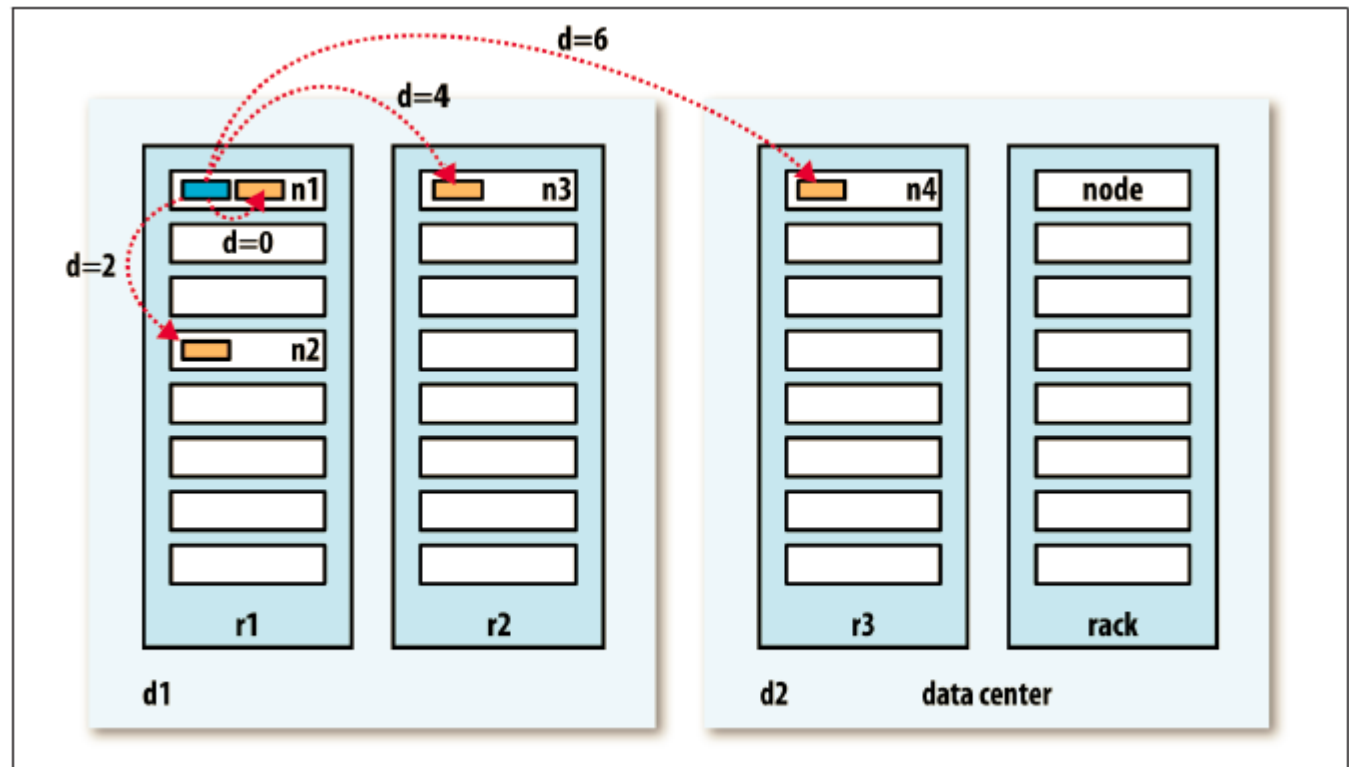 d=6
d=4
n1
n3
n4
node
d=0
d=2
n2
r1
r2
r3
rack
d1
d2
data center